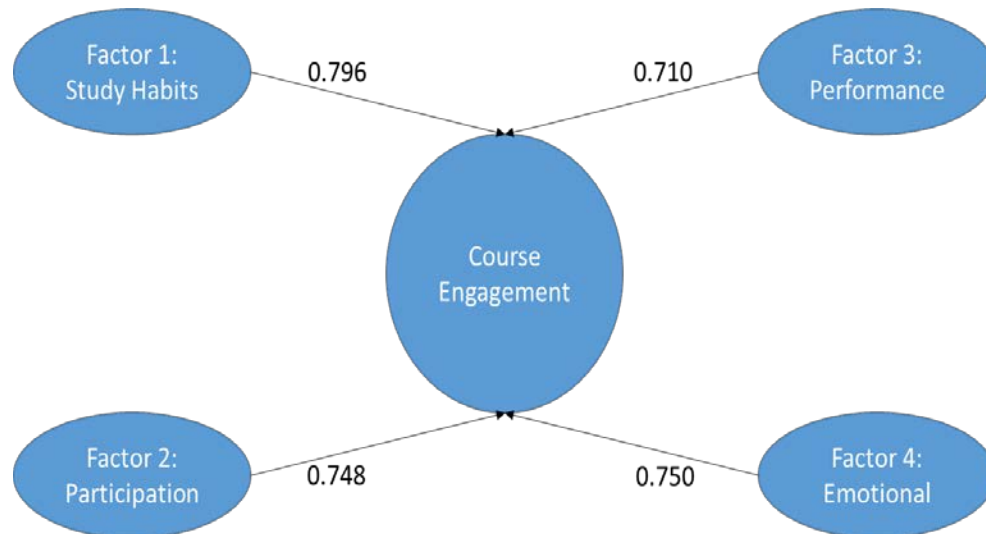 Factor 1:
Study Habits
0.796
0.710
Factor 3:
Performance
Course
Engagement
Factor 2:
Participation
0.748
0.750
Factor 4:
Emotional